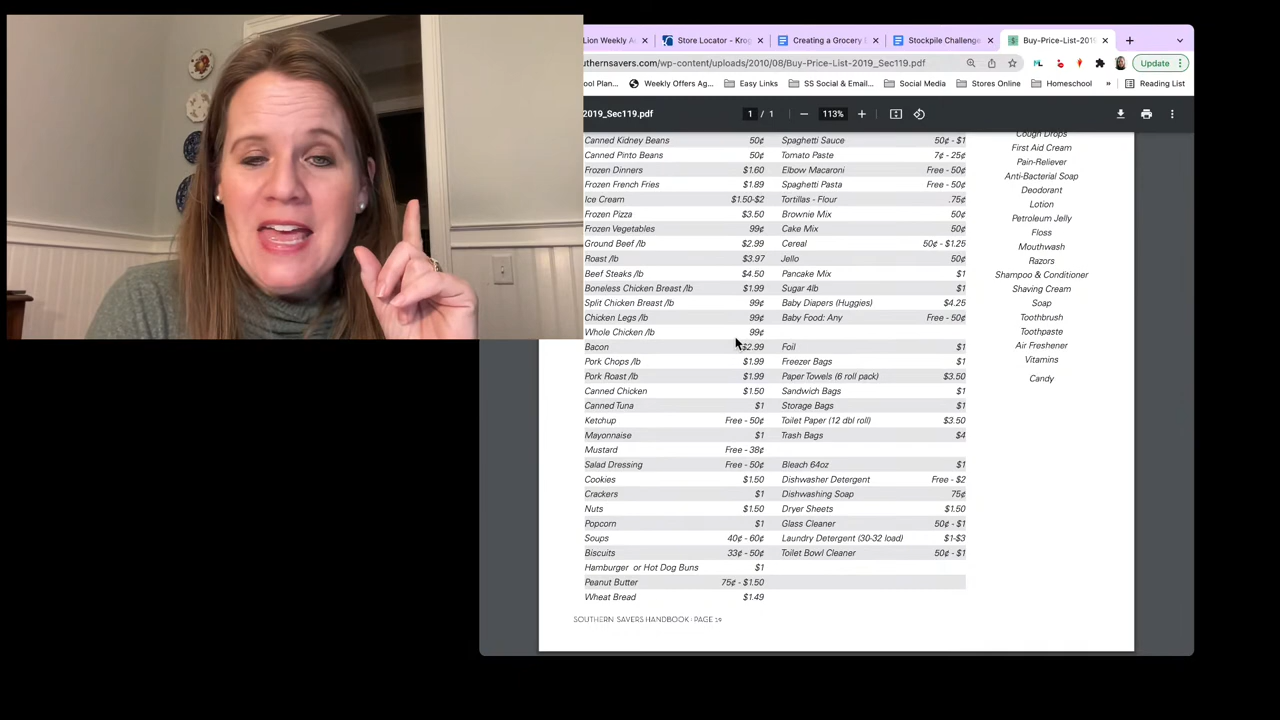 Lion Weekly A
Store Locator - Krog
Creating a Grocery
Stockpile Challenge
Buy-Price-List-2019
uthernsavers.com/wp-content/uploads/2010/08/Buy-Price-List-2019_Sec119.pdf
Update
ool Plan...
Weekly Offers Ag...
Easy Links
SS Social & Email...
Social Media
Stores Online
Homeschool
»
Reading List
2019_Sec119.pdf
1 / 1
113%
Canned Kidney Beans 50¢ Spaghetti Sauce 50¢ - $1
Cough Drops
Canned Pinto Beans 50¢ Tomato Paste 7¢ - 25¢
First Aid Cream
Frozen Dinners $1.60 Elbow Macaroni Free - 50¢
Pain-Reliever
Frozen French Fries $1.89 Spaghetti Pasta Free - 50¢
Anti-Bacterial Soap
Ice Cream $1.50-$2 Tortillas - Flour .75¢
Deodorant
Frozen Pizza $3.50 Brownie Mix 50¢
Lotion
Frozen Vegetables 99¢ Cake Mix 50¢
Petroleum Jelly
Ground Beef /lb $2.99 Cereal 50¢ - $1.25
Floss
Roast /lb $3.97 Jello 50¢
Mouthwash
Beef Steaks /lb $4.50 Pancake Mix $1
Razors
Boneless Chicken Breast /lb $1.99 Sugar 4lb $1
Shampoo & Conditioner
Split Chicken Breast /lb 99¢ Baby Diapers (Huggies) $4.25
Shaving Cream
Chicken Legs /lb 99¢ Baby Food: Any Free - 50¢
Soap
Whole Chicken /lb 99¢
Toothbrush
Bacon $2.99 Foil $1
Toothpaste
Pork Chops /lb $1.99 Freezer Bags $1
Air Freshener
Pork Roast /lb $1.99 Paper Towels (6 roll pack) $3.50
Vitamins
Canned Chicken $1.50 Sandwich Bags $1
Candy
Canned Tuna $1 Storage Bags $1
Ketchup Free - 50¢ Toilet Paper (12 dbl roll) $3.50
Mayonnaise $1 Trash Bags $4
Mustard Free - 38¢
Salad Dressing Free - 50¢ Bleach 64oz $1
Cookies $1.50 Dishwasher Detergent Free - $2
Crackers $1 Dishwashing Soap 75¢
Nuts $1.50 Dryer Sheets $1.50
Popcorn $1 Glass Cleaner 50¢ - $1
Soups 40¢ - 60¢ Laundry Detergent (30-32 load) $1-$3
Biscuits 33¢ - 50¢ Toilet Bowl Cleaner 50¢ - $1
Hamburger or Hot Dog Buns $1
Peanut Butter 75¢ - $1.50
Wheat Bread $1.49
SOUTHERN SAVERS HANDBOOK · PAGE 19